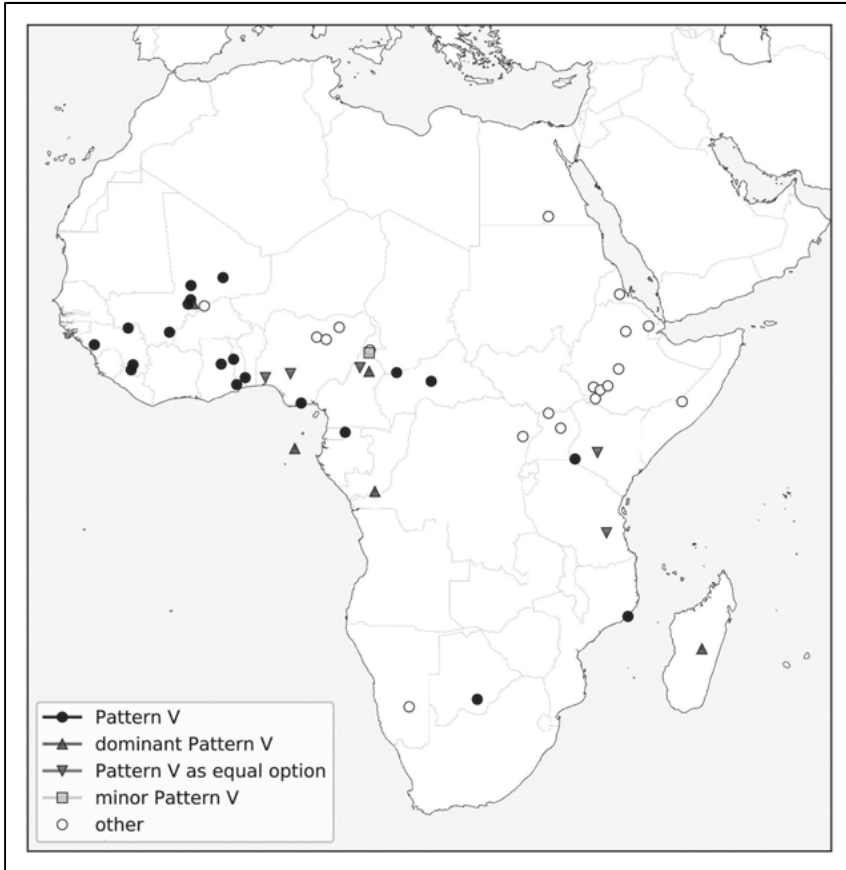 Pattern V
dominant Pattern V
Pattern V as equal option
minor Pattern V
other